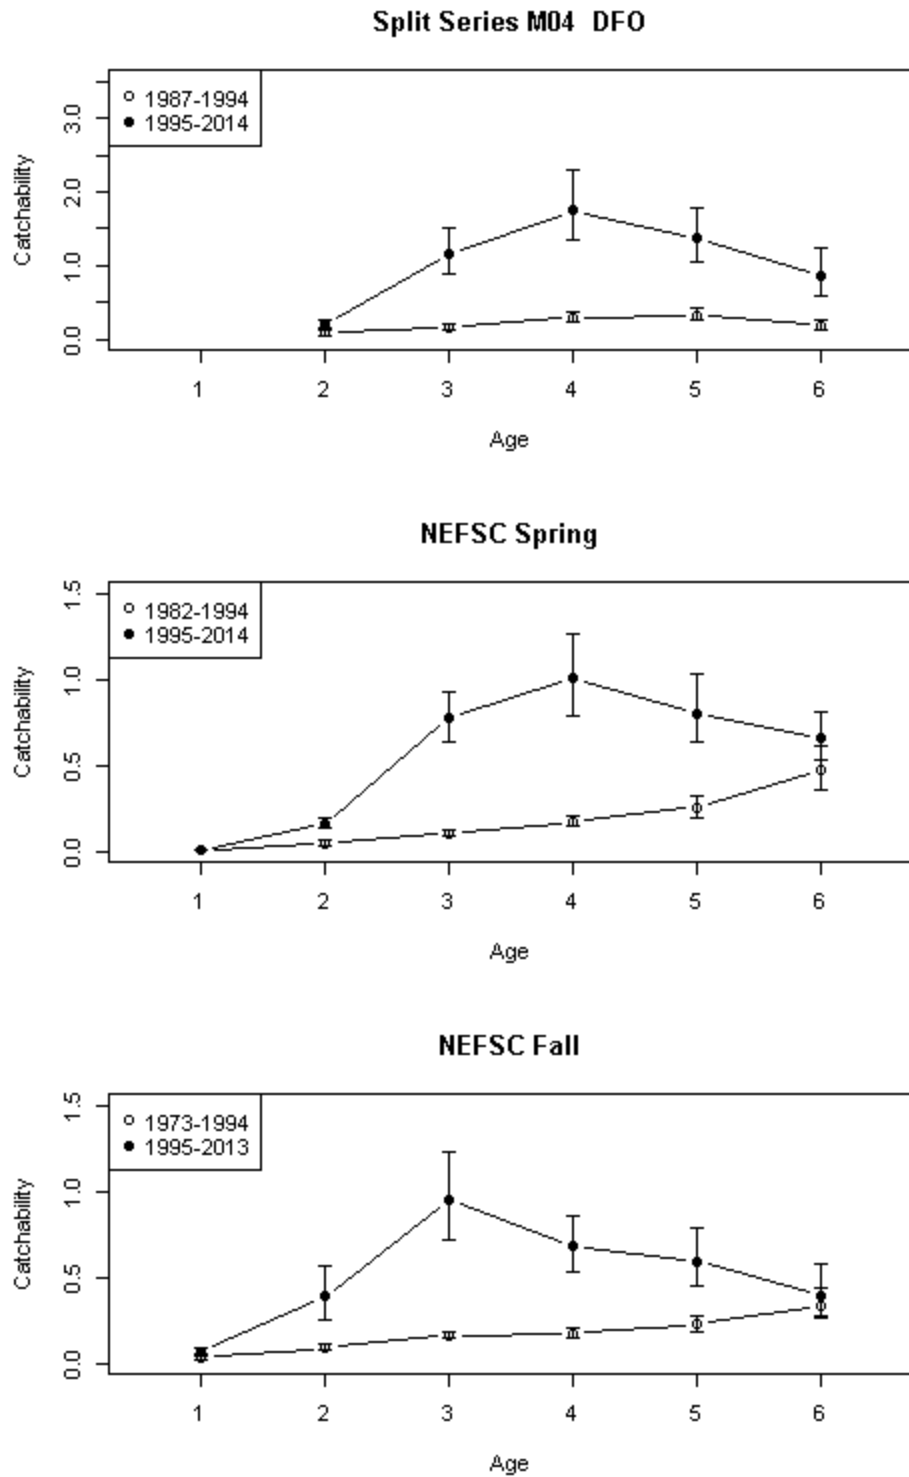 Split Series M04 DFO
1987-1994
1995-2014
Catchability
0.0 1.0 2.0 3.0
1 2 3 4 5 6
Age
NEFSC Spring
1982-1994
1995-2014
Catchability
0.0 0.5 1.0 1.5
1 2 3 4 5 6
Age
NEFSC Fall
1973-1994
1995-2013
Catchability
0.0 0.5 1.0 1.5
1 2 3 4 5 6
Age